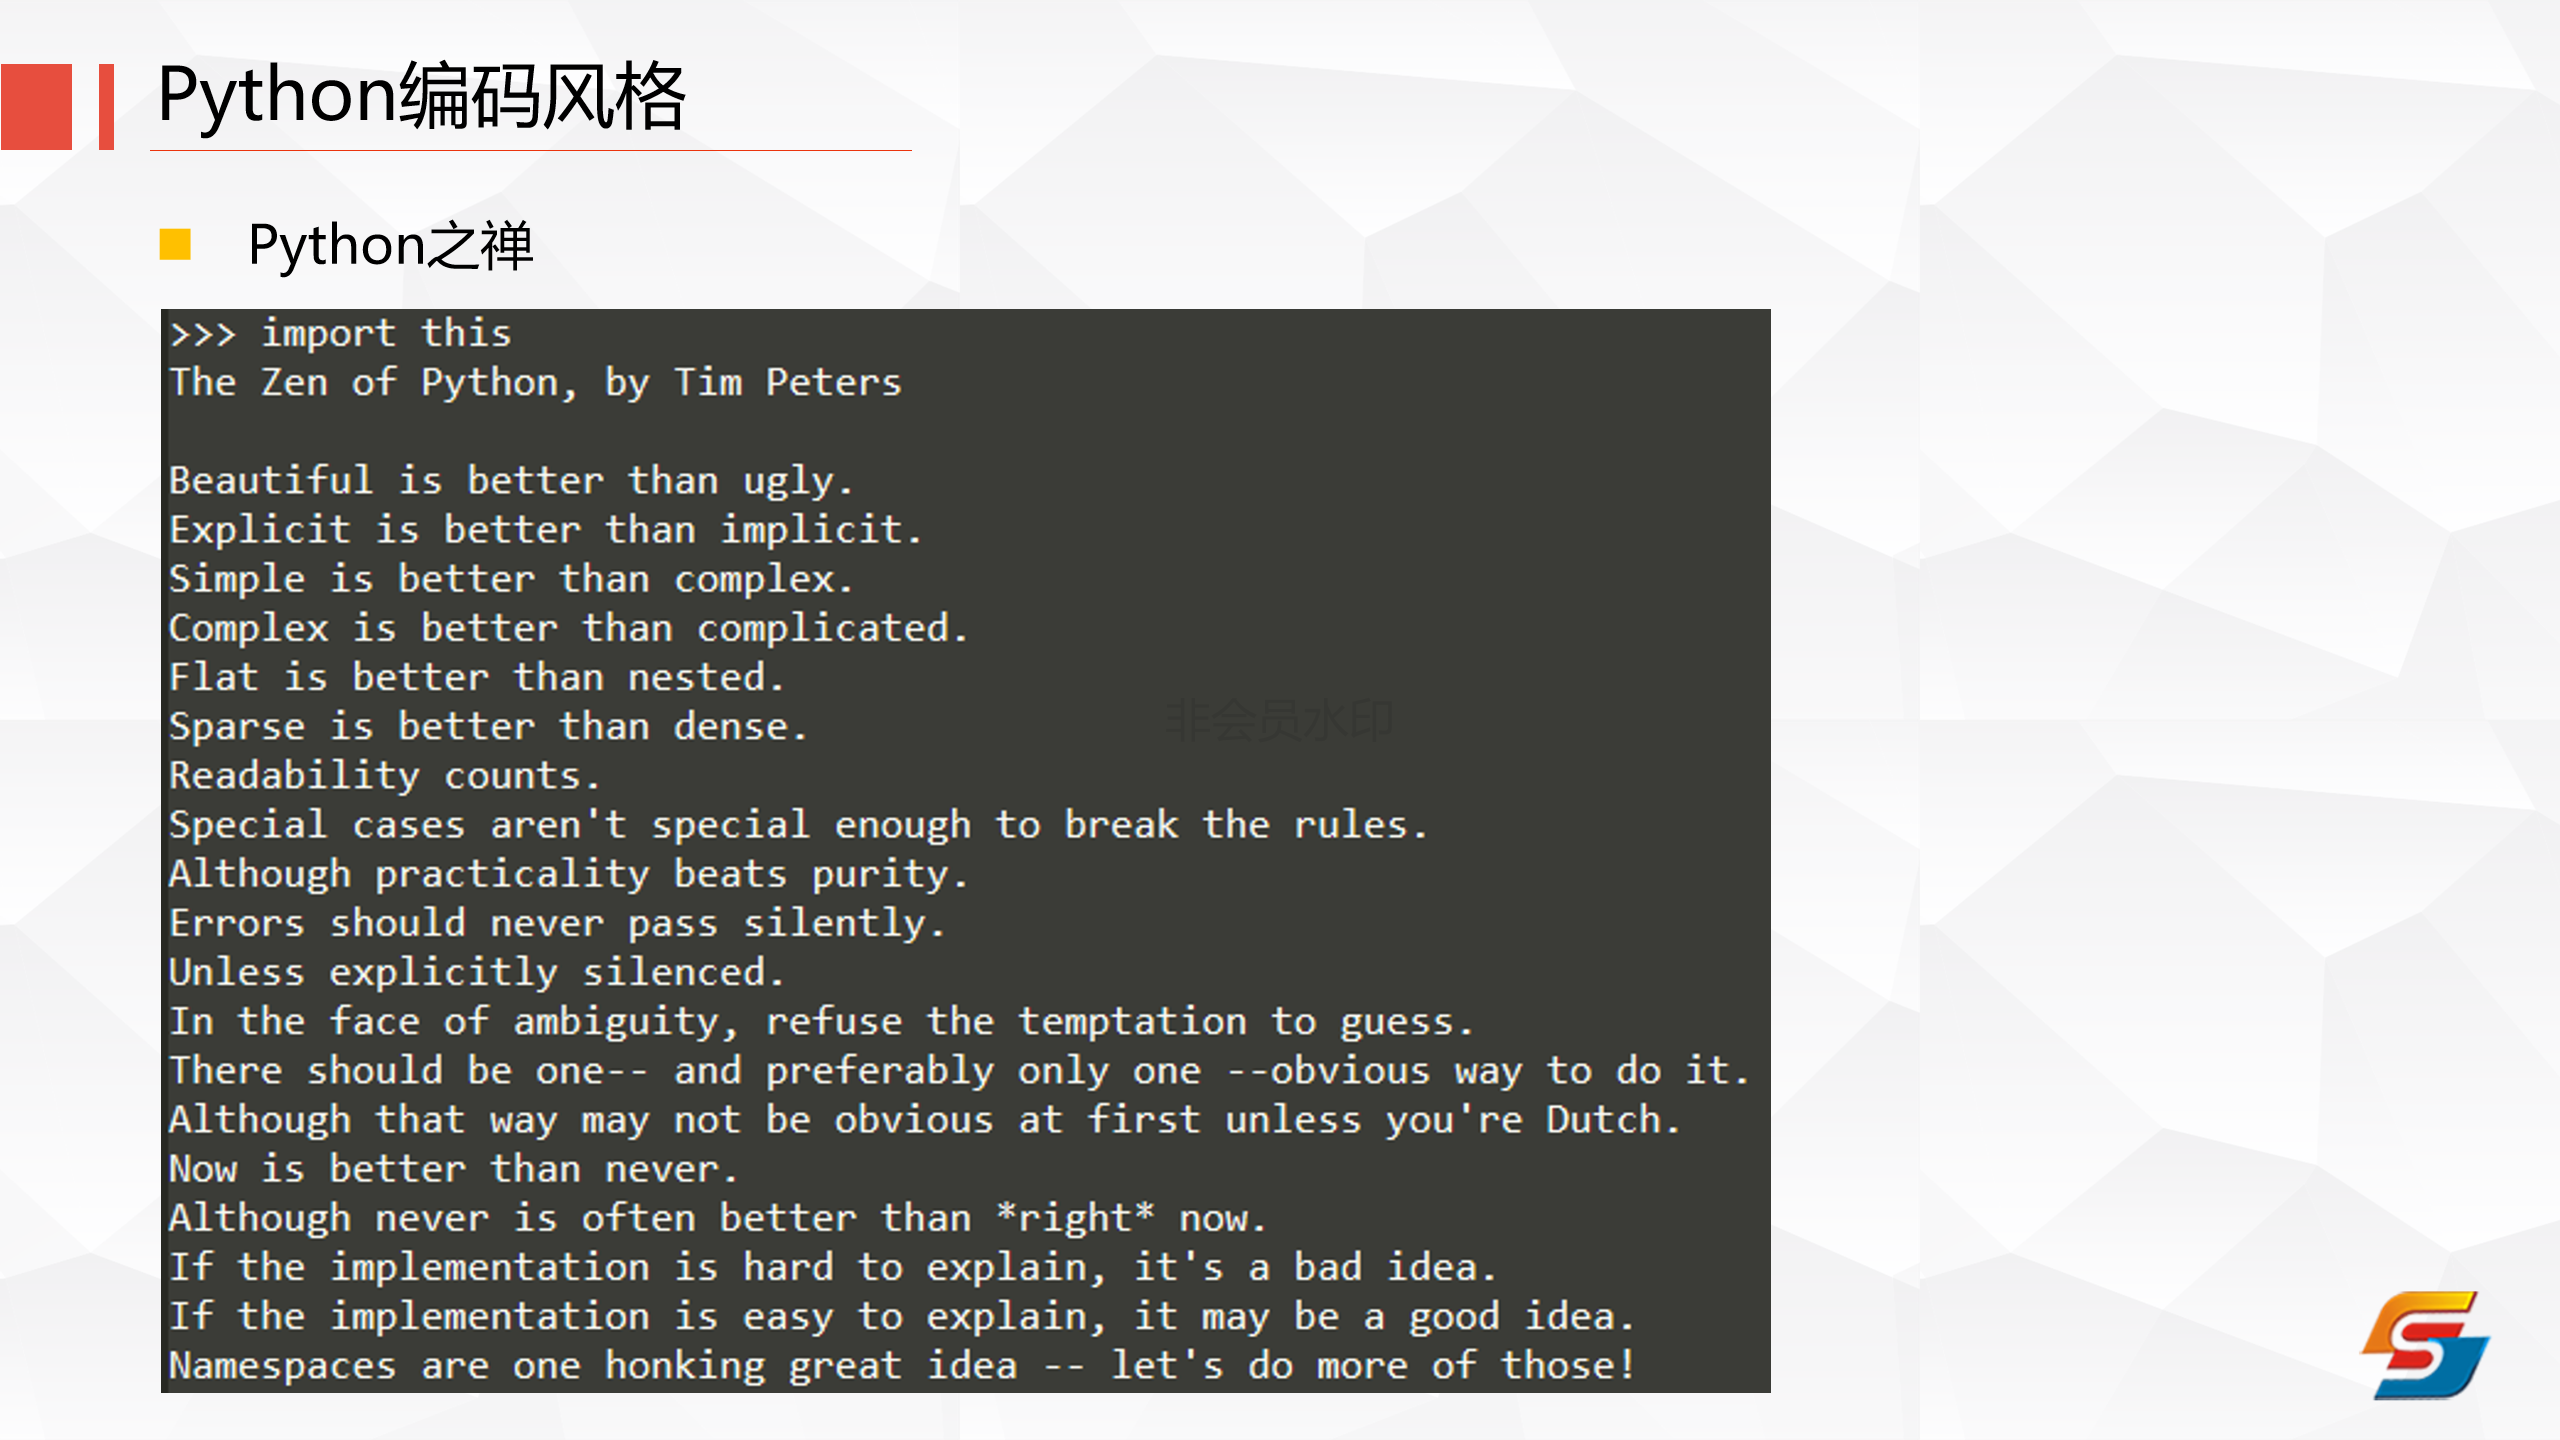 Python编码风格
Python之禅
>>> import this
The Zen of Python, by Tim Peters
Beautiful is better than ugly.
Explicit is better than implicit.
Simple is better than complex.
Complex is better than complicated.
Flat is better than nested.
Sparse is better than dense.
Readability counts.
Special cases aren't special enough to break the rules.
Although practicality beats purity.
Errors should never pass silently.
Unless explicitly silenced.
In the face of ambiguity, refuse the temptation to guess.
There should be one-- and preferably only one --obvious way to do it.
Although that way may not be obvious at first unless you're Dutch.
Now is better than never.
Although never is often better than *right* now.
If the implementation is hard to explain, it's a bad idea.
If the implementation is easy to explain, it may be a good idea.
Namespaces are one honking great idea -- let's do more of those!
非会员水印